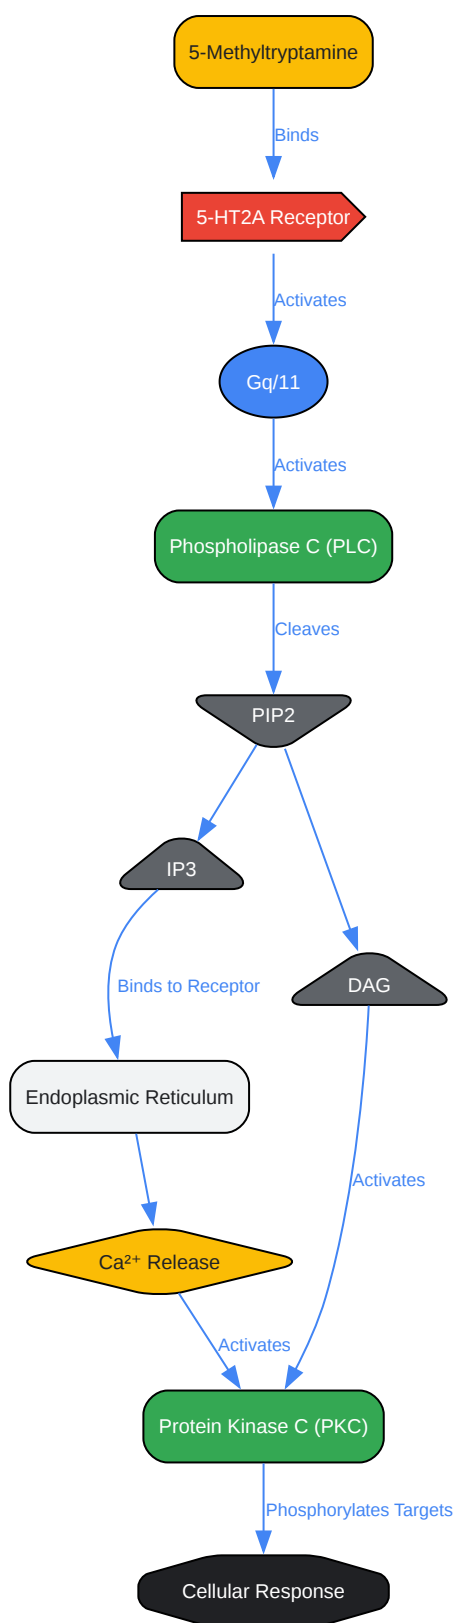 5-Methyltryptamine
Binds
5-HT2A Receptor
Activates
Gq/11
Activates
Phospholipase C (PLC)
Cleaves
PIP2
IP3
DAG
Binds to Receptor
Endoplasmic Reticulum
Activates
Ca²⁺ Release
Activates
Protein Kinase C (PKC)
Phosphorylates Targets
Cellular Response